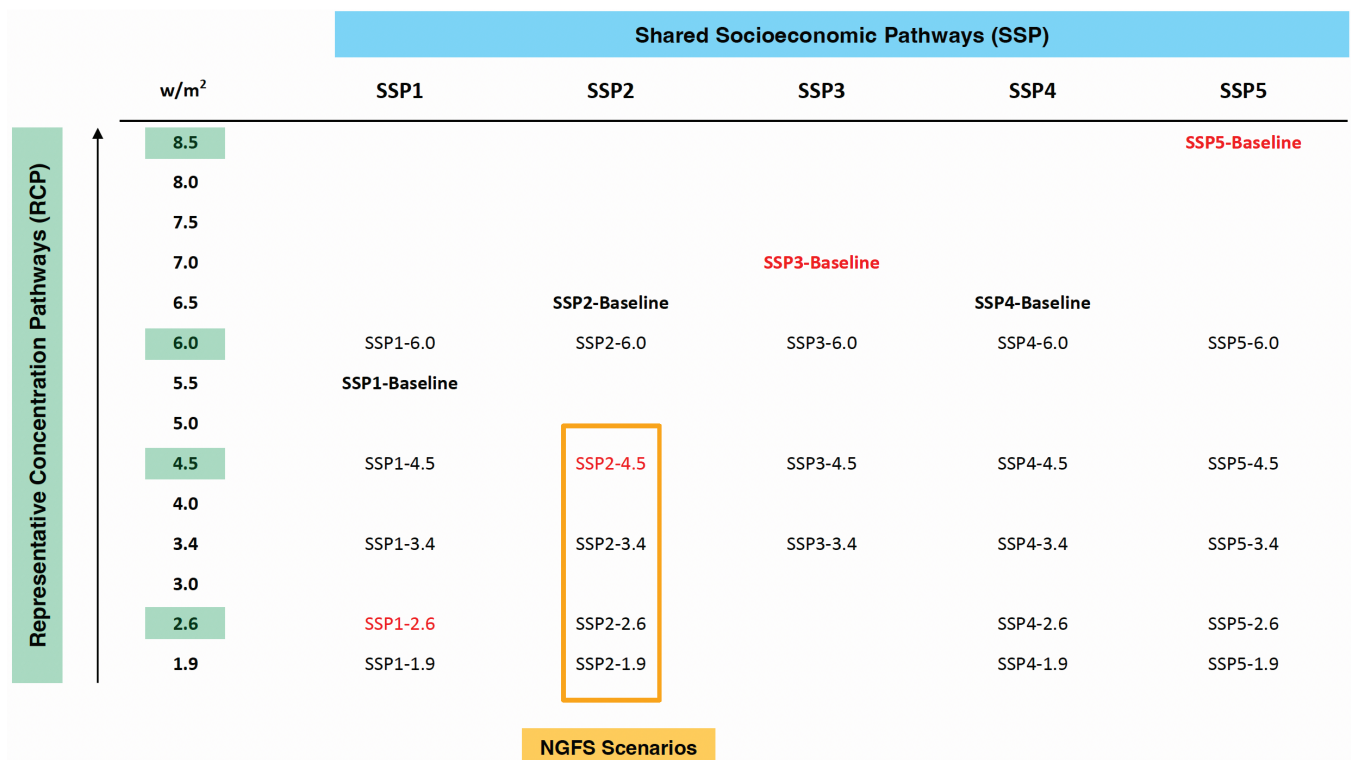 Shared Socioeconomic Pathways (SSP)
w/m² SSP1 SSP2 SSP3 SSP4 SSP5
Representative Concentration Pathways (RCP)
8.5 SSP5-Baseline
8.0
7.5
7.0 SSP3-Baseline
6.5 SSP2-Baseline SSP4-Baseline
6.0 SSP1-6.0 SSP2-6.0 SSP3-6.0 SSP4-6.0 SSP5-6.0
5.5 SSP1-Baseline
5.0
4.5 SSP1-4.5 SSP2-4.5 SSP3-4.5 SSP4-4.5 SSP5-4.5
4.0
3.4 SSP1-3.4 SSP2-3.4 SSP3-3.4 SSP4-3.4 SSP5-3.4
3.0
2.6 SSP1-2.6 SSP2-2.6 SSP4-2.6 SSP5-2.6
1.9 SSP1-1.9 SSP2-1.9 SSP4-1.9 SSP5-1.9
NGFS Scenarios